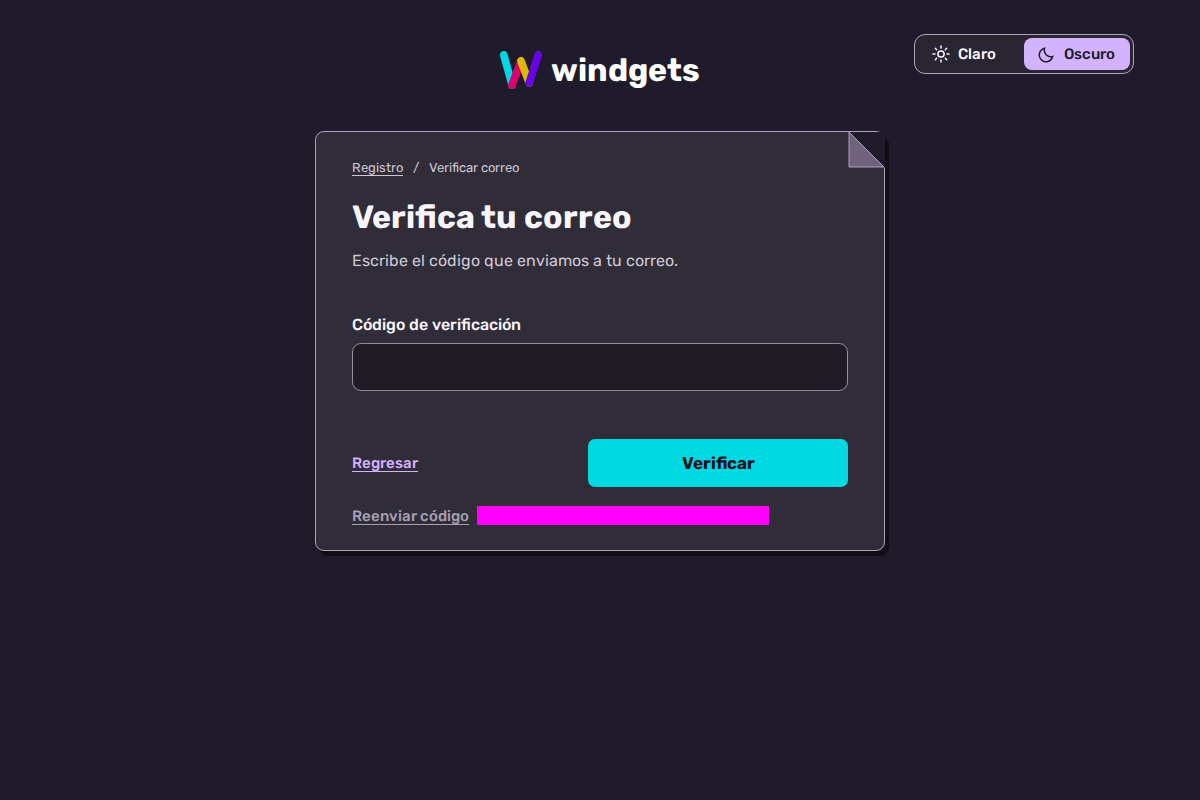 windgets
Claro
Oscuro
Registro / Verificar correo
Verifica tu correo
Escribe el código que enviamos a tu correo.
Código de verificación
Regresar
Verificar
Reenviar código